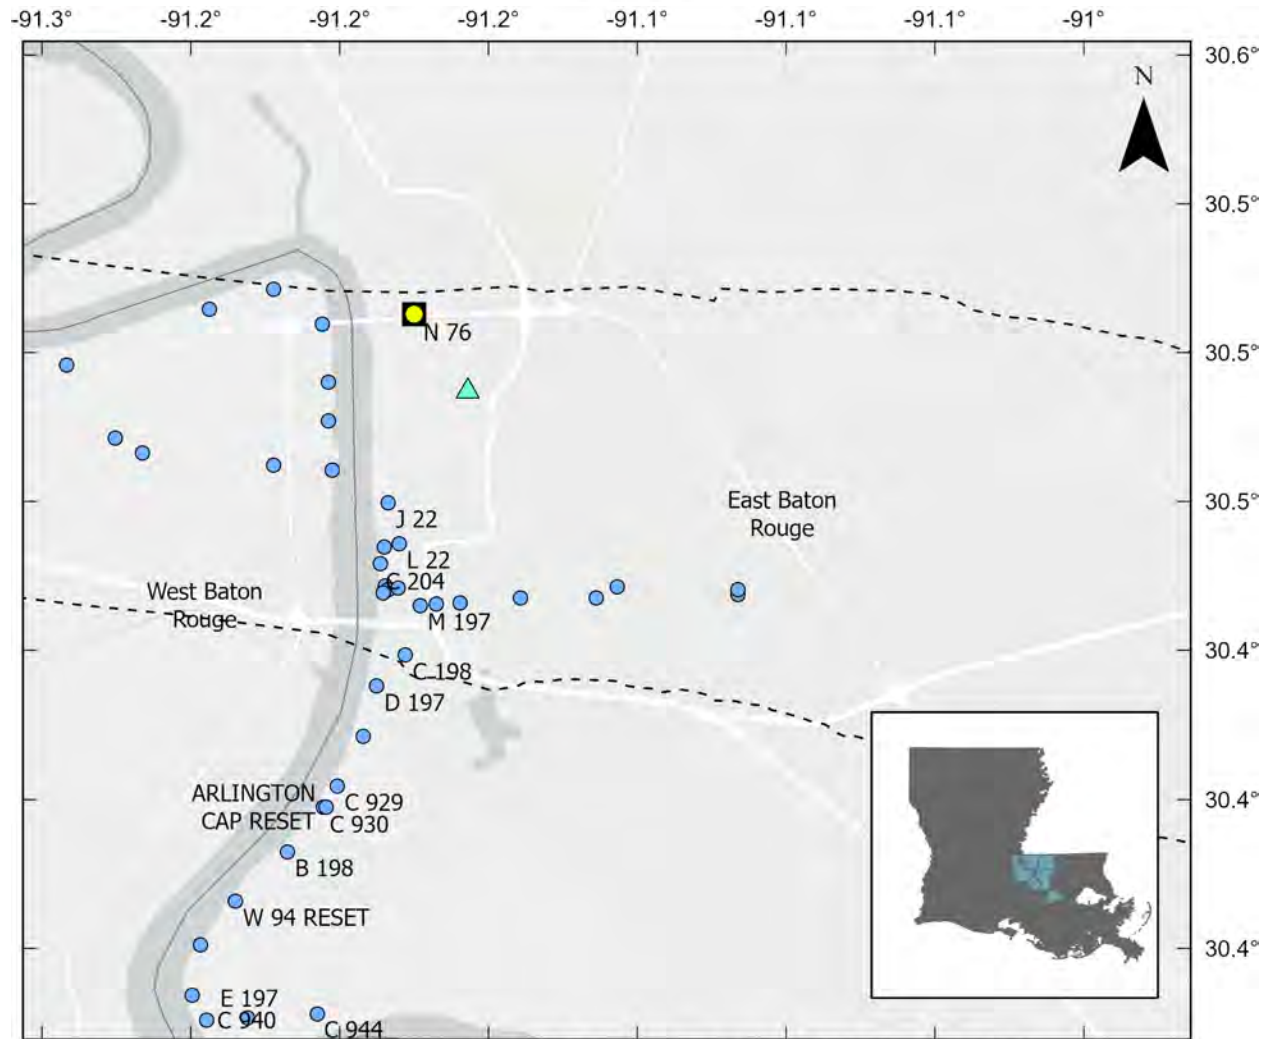 -91.3° -91.2° -91.2° -91.2° -91.1° -91.1° -91.1° -91°
30.6°
N
30.5°
N 76
30.5°
East Baton
Rouge
30.5°
J 22
L 22
C 204
West Baton
Rouge
M 197
30.4°
C 198
D 197
ARLINGTON
CAP RESET
C 929
C 930
30.4°
B 198
W 94 RESET
30.4°
E 197
C 940
C 944